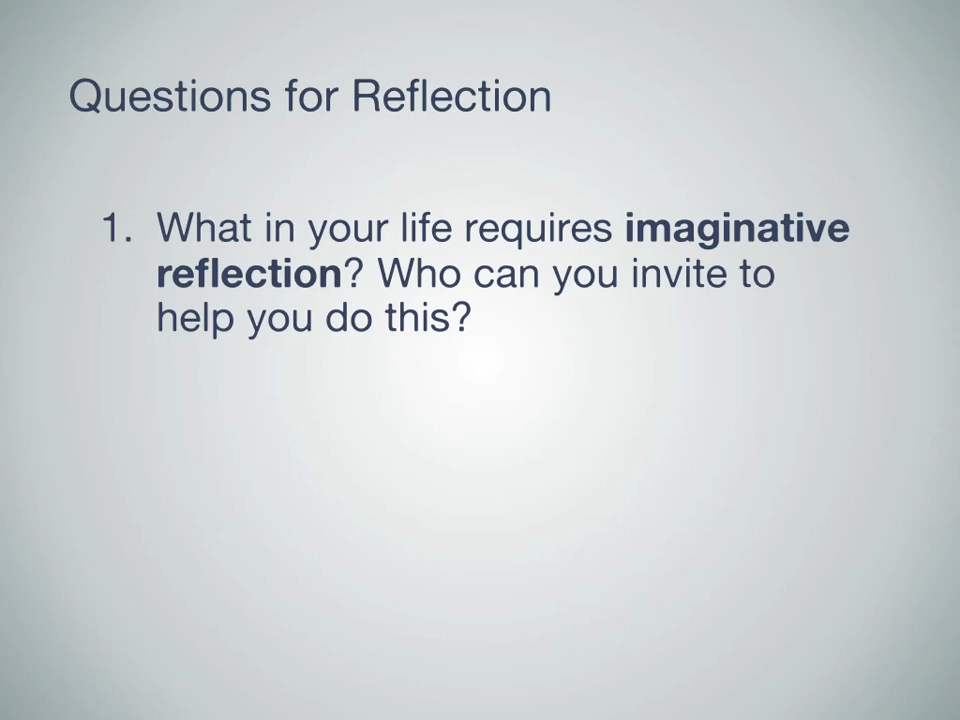 Questions for Reflection
1. What in your life requires imaginative
reflection? Who can you invite to
help you do this?